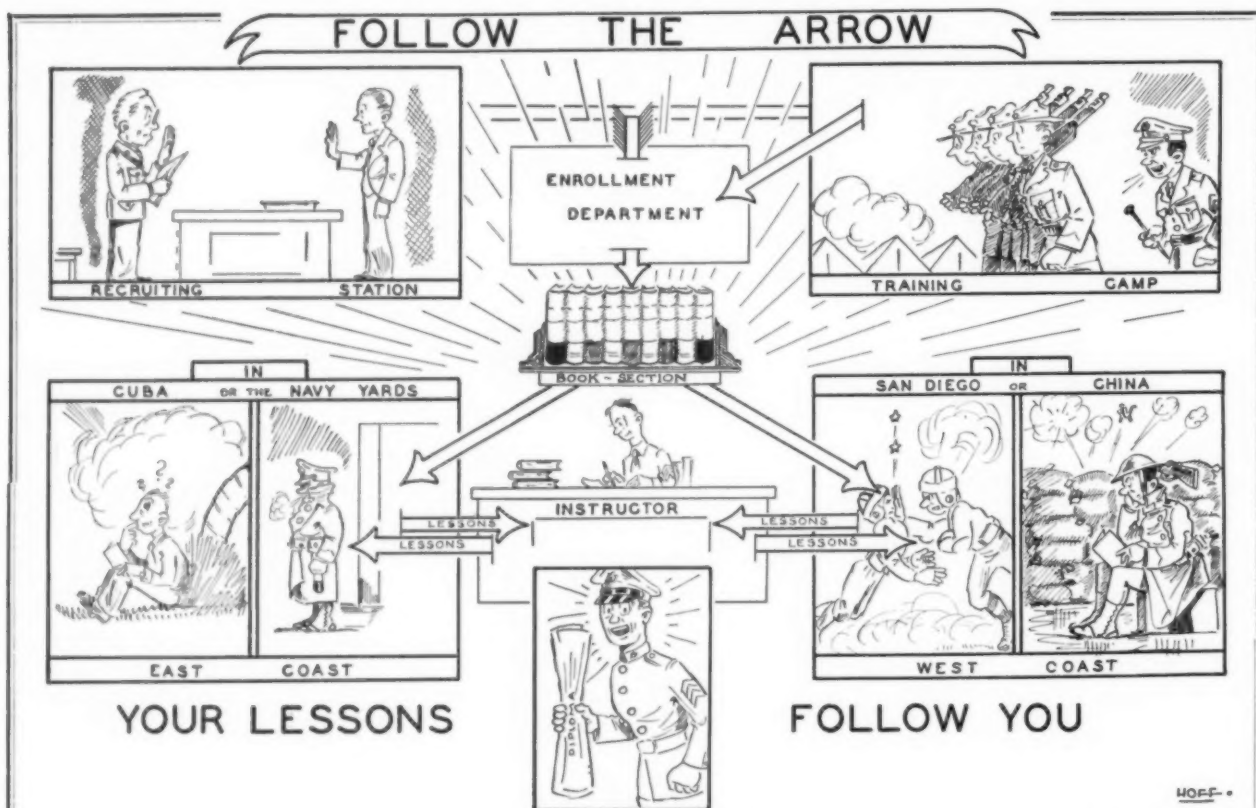 FOLLOW THE ARROW
ENROLLMENT
DEPARTMENT
RECRUITING STATION
TRAINING CAMP
BOOK-SECTION
IN
CUBA OR THE NAVY YARDS
? ? ?
EAST COAST
IN
SAN DIEGO OR CHINA
WEST COAST
INSTRUCTOR
LESSONS
LESSONS
LESSONS
LESSONS
DIPLOMA
YOUR LESSONS FOLLOW YOU
HOFF.